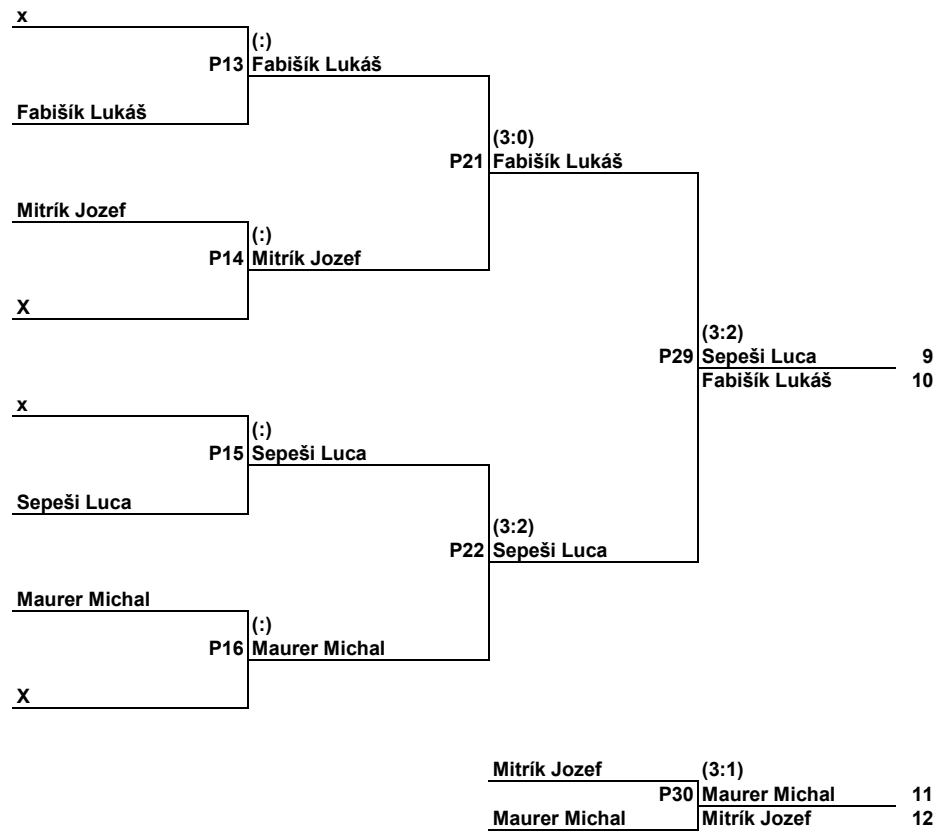 x
(:)
P13 Fabišík Lukáš
Fabišík Lukáš
(3:0)
P21 Fabišík Lukáš
Mitrík Jozef
(:)
P14 Mitrík Jozef
X
(3:2)
P29 Sepeši Luca 9
Fabišík Lukáš 10
x
(:)
P15 Sepeši Luca
Sepeši Luca
(3:2)
P22 Sepeši Luca
Maurer Michal
(:)
P16 Maurer Michal
X
Mitrík Jozef (3:1)
P30 Maurer Michal 11
Maurer Michal Mitrík Jozef 12